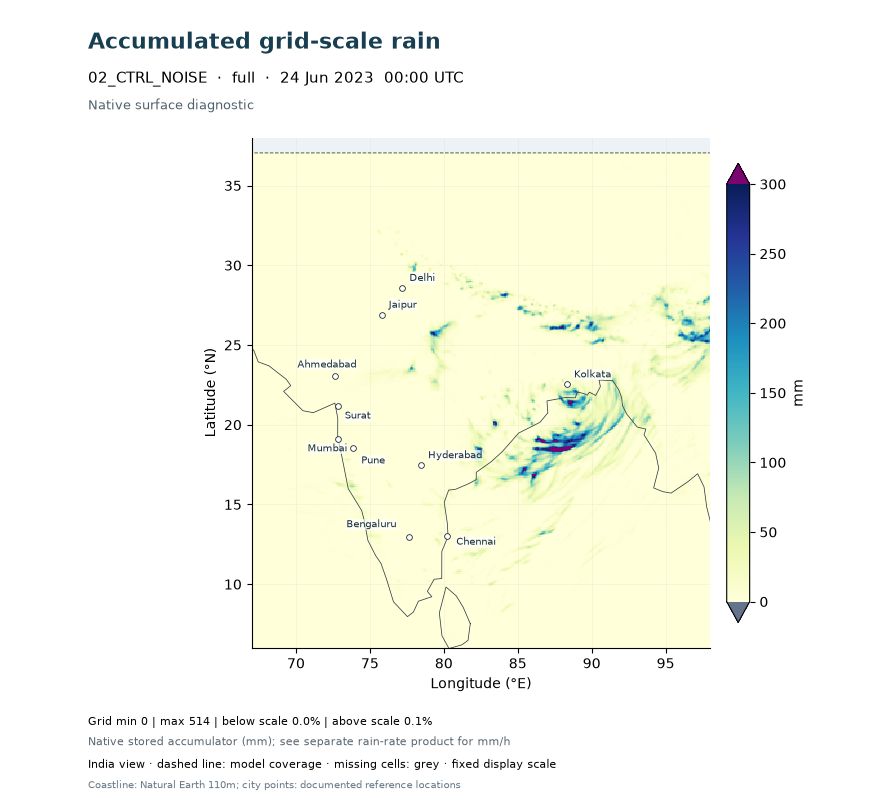 Accumulated grid-scale rain
02_CTRL_NOISE · full · 24 Jun 2023 00:00 UTC
Native surface diagnostic
35
30
25
20
15
10
Latitude (°N)
Delhi
Jaipur
Ahmedabad
Kolkata
Surat
Mumbai
Pune
Hyderabad
Bengaluru
Chennai
70
75
80
85
90
95
Longitude (°E)
300
250
200
150
100
50
0
mm
Grid min 0 | max 514 | below scale 0.0% | above scale 0.1%
Native stored accumulator (mm); see separate rain-rate product for mm/h
India view · dashed line: model coverage · missing cells: grey · fixed display scale
Coastline: Natural Earth 110m; city points: documented reference locations